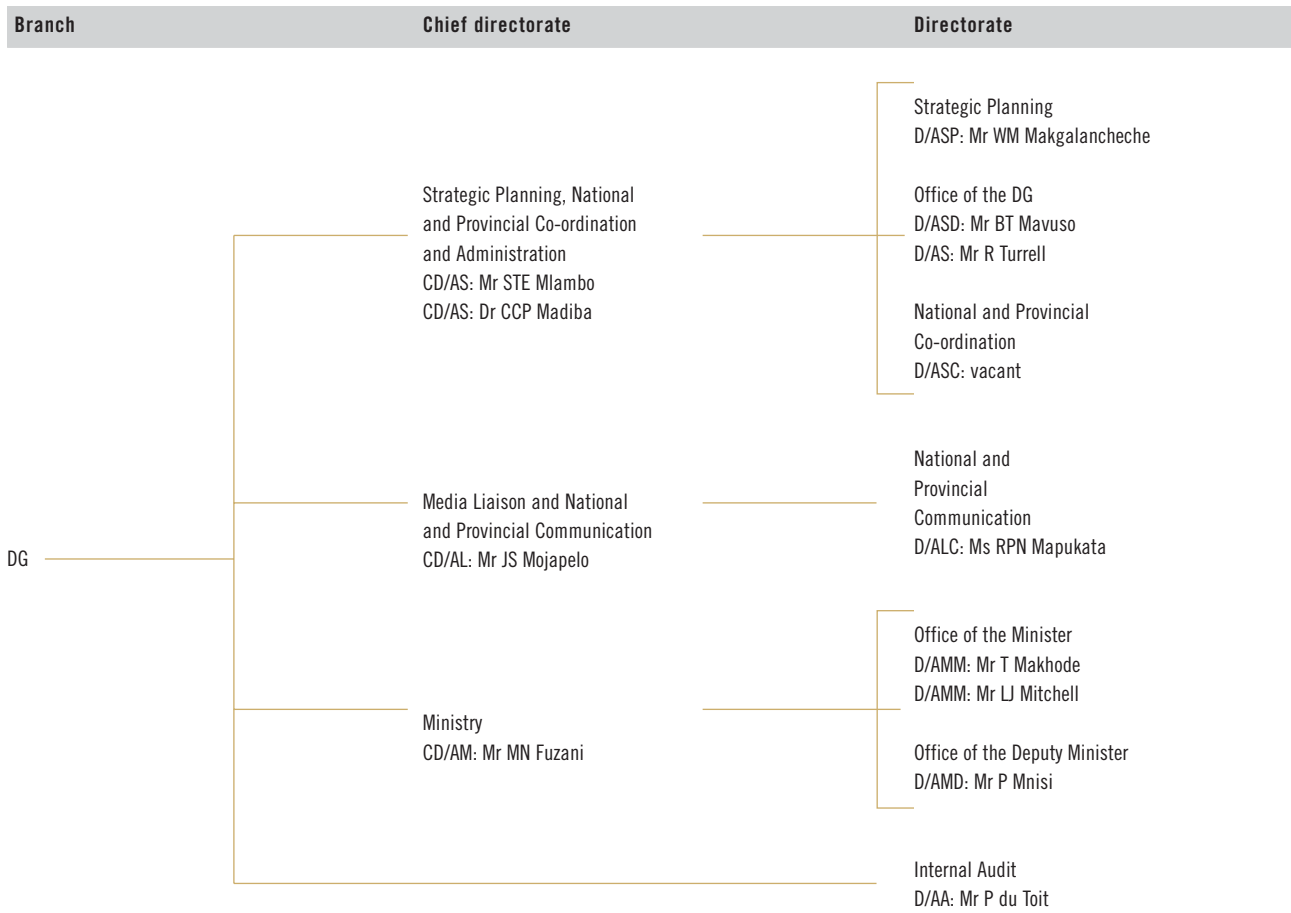 Branch Chief directorate Directorate
DG
Strategic Planning, National
and Provincial Co-ordination
and Administration
CD/AS: Mr STE Mlambo
CD/AS: Dr CCP Madiba
Strategic Planning
D/ASP: Mr WM Makgalancheche
Office of the DG
D/ASD: Mr BT Mavuso
D/AS: Mr R Turrell
National and Provincial
Co-ordination
D/ASC: vacant
Media Liaison and National
and Provincial Communication
CD/AL: Mr JS Mojapelo
National and
Provincial
Communication
D/ALC: Ms RPN Mapukata
Ministry
CD/AM: Mr MN Fuzani
Office of the Minister
D/AMM: Mr T Makhode
D/AMM: Mr LJ Mitchell
Office of the Deputy Minister
D/AMD: Mr P Mnisi
Internal Audit
D/AA: Mr P du Toit